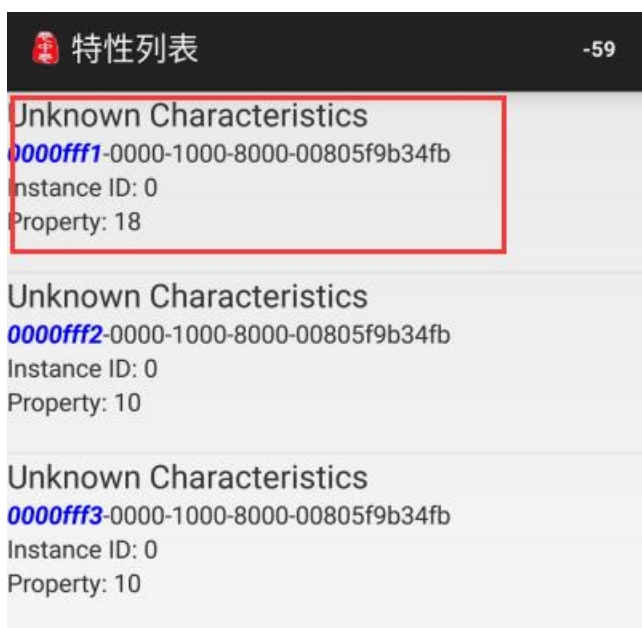 特性列表
-59
Unknown Characteristics
0000fff1-0000-1000-8000-00805f9b34fb
Instance ID: 0
Property: 18
Unknown Characteristics
0000fff2-0000-1000-8000-00805f9b34fb
Instance ID: 0
Property: 10
Unknown Characteristics
0000fff3-0000-1000-8000-00805f9b34fb
Instance ID: 0
Property: 10